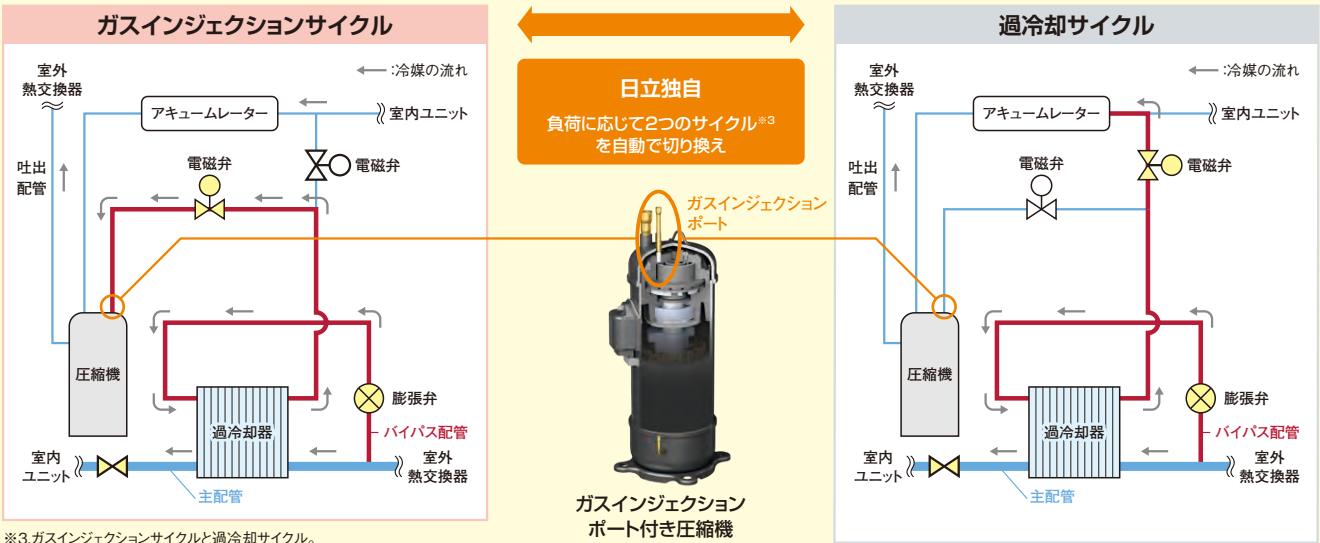 ガスインジェクションサイクル
室外
熱交換器
:冷媒の流れ
アキュームレーター
室内ユニット
吐出
配管
電磁弁
電磁弁
圧縮機
過冷却器
膨張弁
バイパス配管
室内
ユニット
室外
熱交換器
主配管
※3.ガスインジェクションサイクルと過冷却サイクル。
日立独自
負荷に応じて2つのサイクル※3
を自動で切り換え
ガスインジェクション
ポート
ガスインジェクション
ポート付き圧縮機
過冷却サイクル
室外
熱交換器
:冷媒の流れ
アキュームレーター
室内ユニット
吐出
配管
電磁弁
電磁弁
圧縮機
過冷却器
膨張弁
バイパス配管
室内
ユニット
室外
熱交換器
主配管